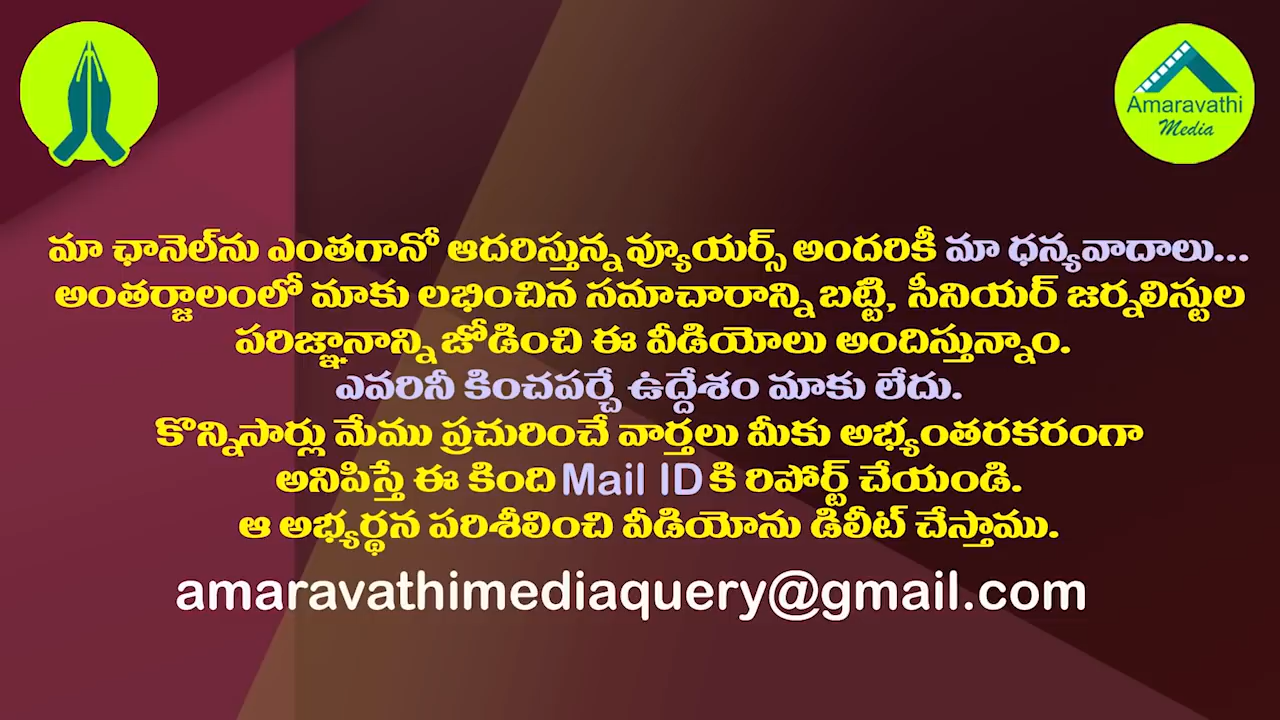 Amaravathi
Media
మా ఛానెల్‌ను ఎంతగానో ఆదరిస్తున్న వ్యూయర్స్ అందరికీ మా ధన్యవాదాలు...
అంతర్జాలంలో మాకు లభించిన సమాచారాన్ని బట్టి, సీనియర్ జర్నలిస్టుల
పరిజ్ఞానాన్ని జోడించి ఈ వీడియోలు అందిస్తున్నాం.
ఎవరినీ కించపర్చే ఉద్దేశం మాకు లేదు.
కొన్నిసార్లు మేము ప్రచురించే వార్తలు మీకు అభ్యంతరకరంగా
అనిపిస్తే ఈ కింది Mail ID కి రిపోర్ట్ చేయండి.
ఆ అభ్యర్థన పరిశీలించి వీడియోను డిలీట్ చేస్తాము.
amaravathimediaquery@gmail.com